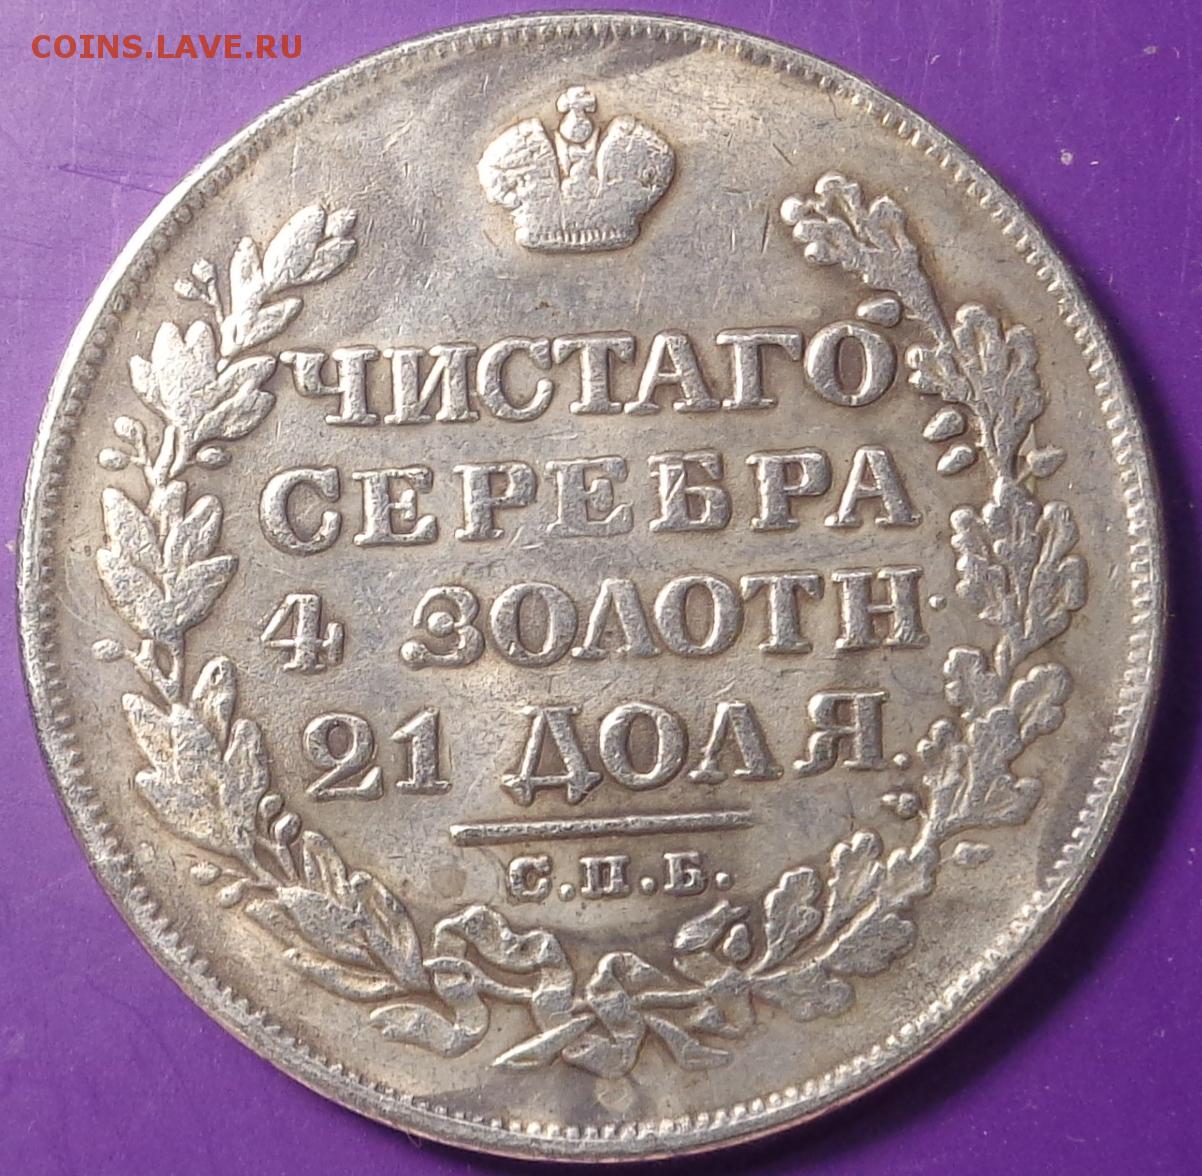 COINS.LAVE.RU
ЧИСТАГО
СЕРЕБРА
4 ЗОЛОТН.
21 ДОЛЯ.
С.П.Б.